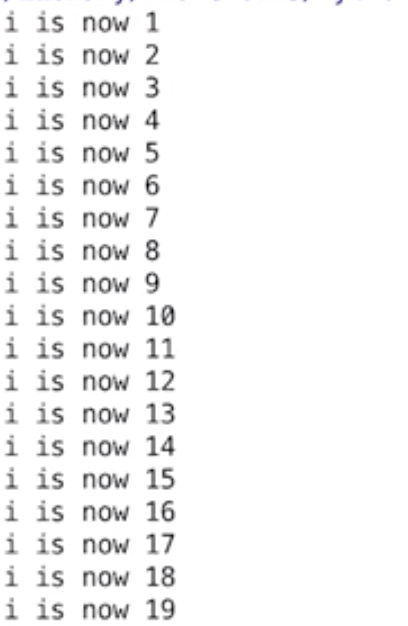 i is now 1
i is now 2
i is now 3
i is now 4
i is now 5
i is now 6
i is now 7
i is now 8
i is now 9
i is now 10
i is now 11
i is now 12
i is now 13
i is now 14
i is now 15
i is now 16
i is now 17
i is now 18
i is now 19